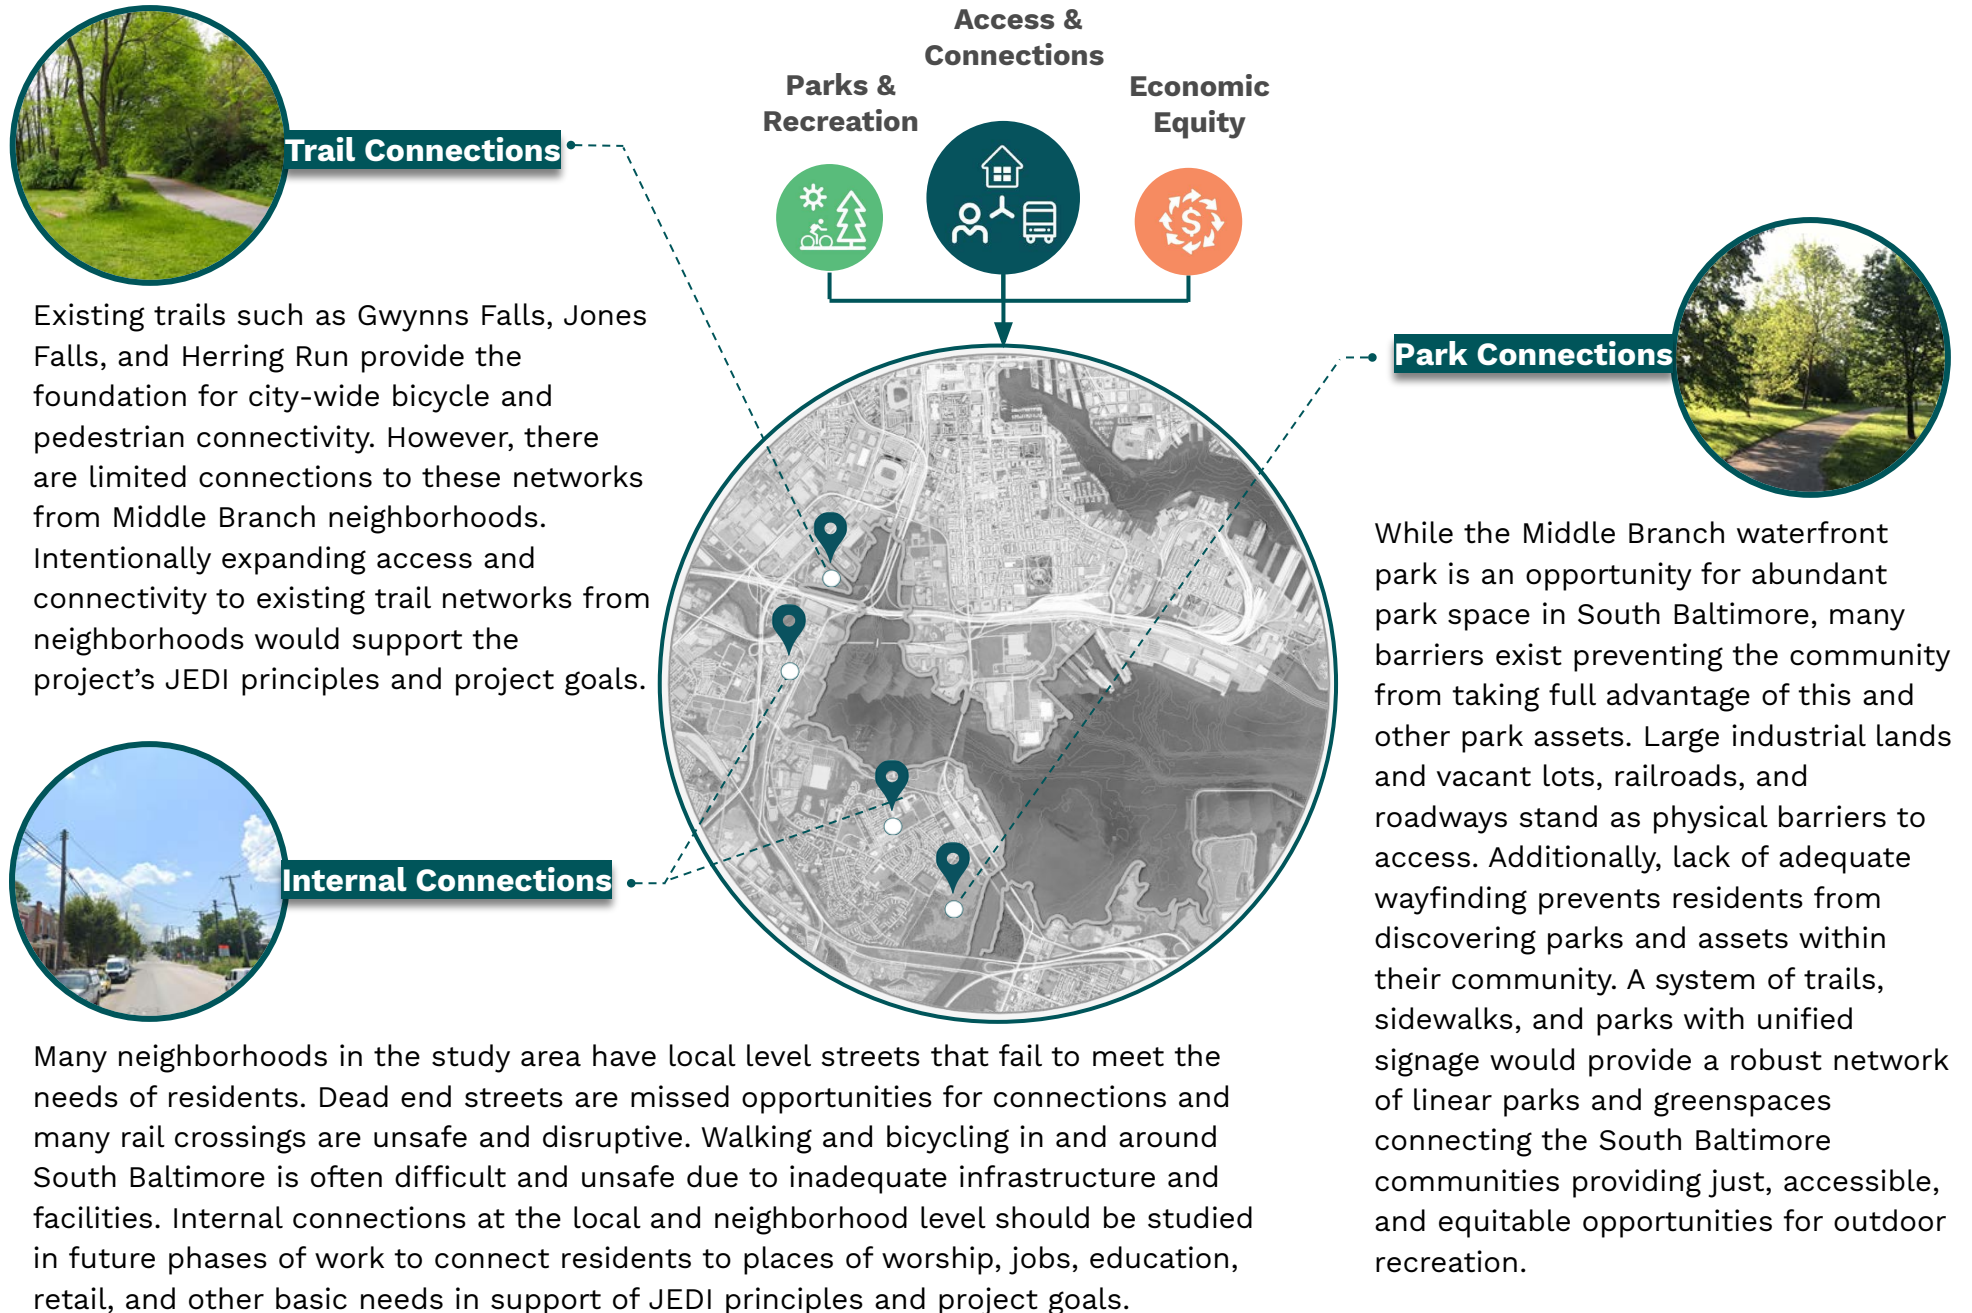 Access &
Connections
Parks &
Recreation
Economic
Equity
Trail Connections
Existing trails such as Gwynns Falls, Jones
Falls, and Herring Run provide the
foundation for city-wide bicycle and
pedestrian connectivity. However, there
are limited connections to these networks
from Middle Branch neighborhoods.
Intentionally expanding access and
connectivity to existing trail networks from
neighborhoods would support the
project’s JEDI principles and project goals.
Park Connections
While the Middle Branch waterfront
park is an opportunity for abundant
park space in South Baltimore, many
barriers exist preventing the community
from taking full advantage of this and
other park assets. Large industrial lands
and vacant lots, railroads, and
roadways stand as physical barriers to
access. Additionally, lack of adequate
wayfinding prevents residents from
discovering parks and assets within
their community. A system of trails,
sidewalks, and parks with unified
signage would provide a robust network
of linear parks and greenspaces
connecting the South Baltimore
communities providing just, accessible,
and equitable opportunities for outdoor
recreation.
Internal Connections
Many neighborhoods in the study area have local level streets that fail to meet the
needs of residents. Dead end streets are missed opportunities for connections and
many rail crossings are unsafe and disruptive. Walking and bicycling in and around
South Baltimore is often difficult and unsafe due to inadequate infrastructure and
facilities. Internal connections at the local and neighborhood level should be studied
in future phases of work to connect residents to places of worship, jobs, education,
retail, and other basic needs in support of JEDI principles and project goals.